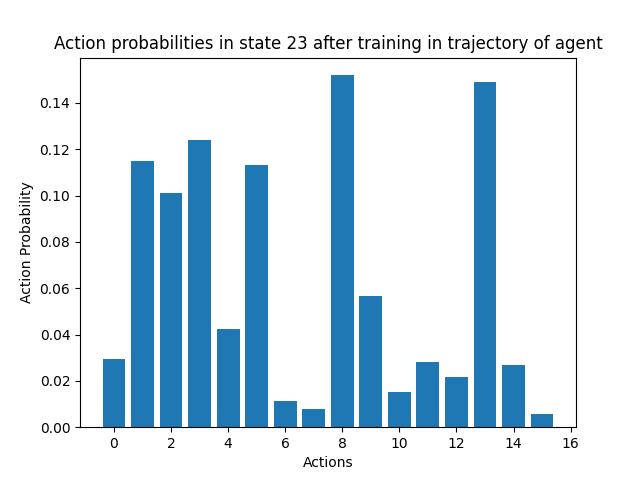 Action probabilities in state 23 after training in trajectory of agent
0.14
0.12
0.10
0.08
0.06
0.04
0.02
0.00
Action Probability
0 2 4 6 8 10 12 14 16
Actions